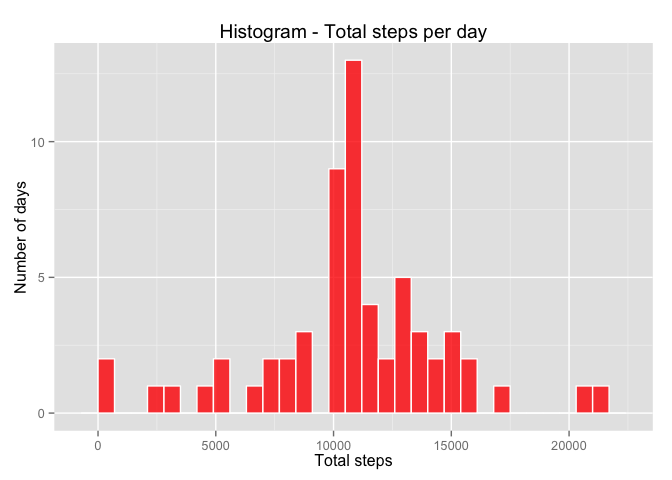 Histogram - Total steps per day
Number of days
10
5
0
0 5000 10000 15000 20000
Total steps